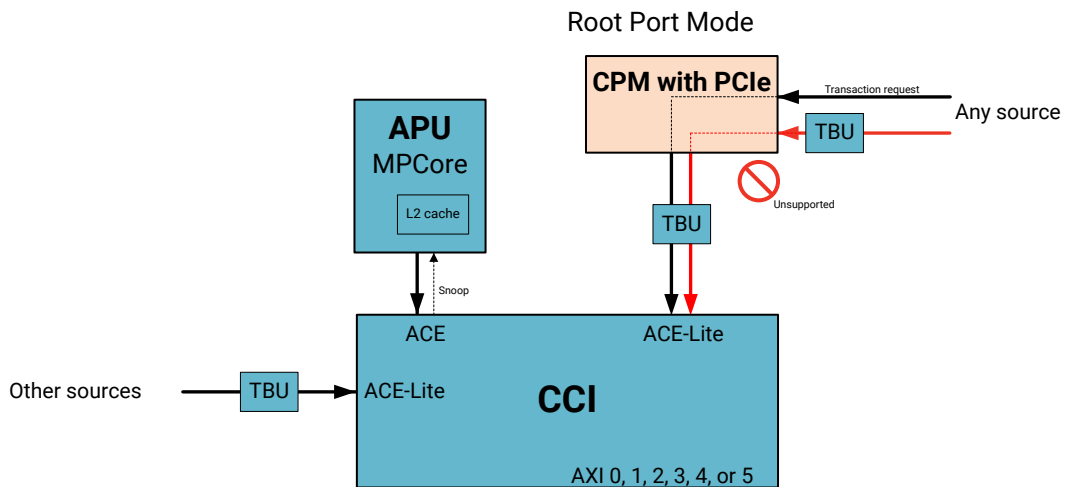 Root Port Mode
CPM with PCIe
Transaction request
Any source
TBU
Unsupported
APU
MPCore
L2 cache
TBU
Snoop
ACE
ACE-Lite
Other sources
TBU
ACE-Lite
CCI
AXI 0, 1, 2, 3, 4, or 5